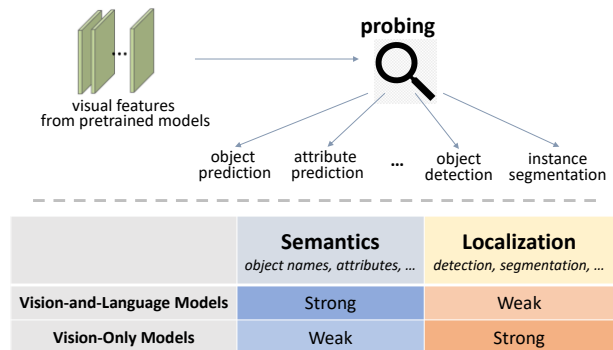 probing
...
visual features
from pretrained models
object
prediction
attribute
prediction
...
object
detection
instance
segmentation
Semantics
object names, attributes, ...
Localization
detection, segmentation, ...
Vision-and-Language Models
Strong
Weak
Vision-Only Models
Weak
Strong